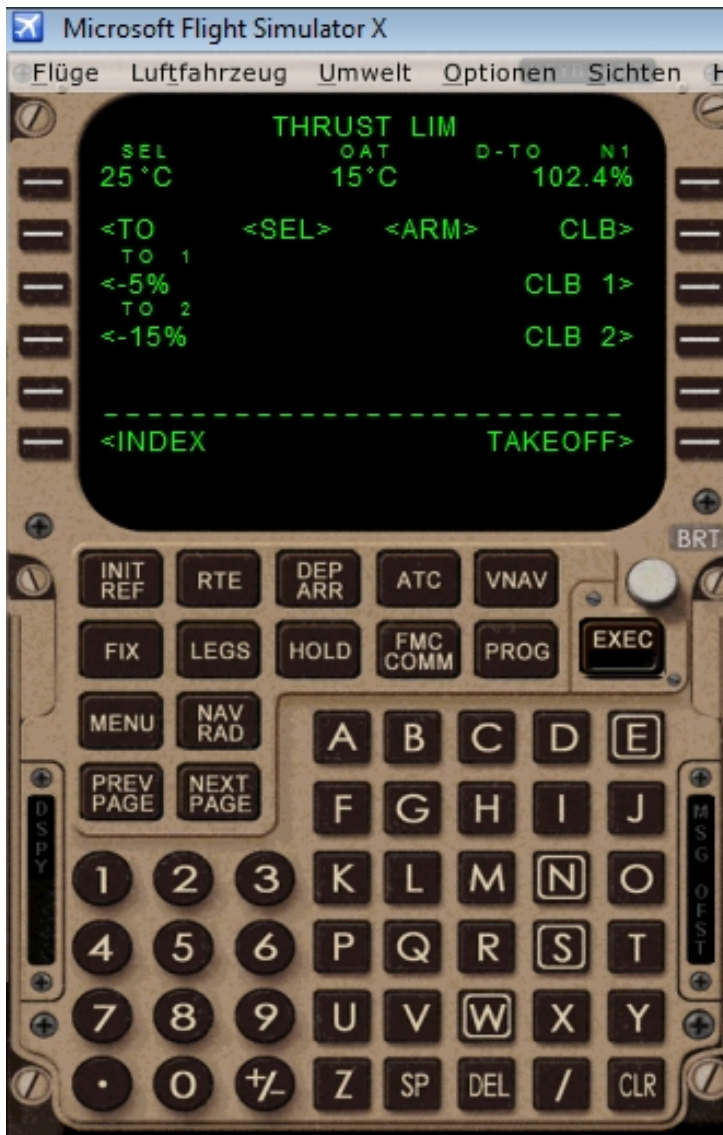 Microsoft Flight Simulator X
Flüge Luftfahrzeug Umwelt Optionen Sichten H
THRUST LIM
SEL OAT D-TO N1
25°C 15°C 102.4%
<TO <SEL> <ARM> CLB>
TO 1
<-5% CLB 1>
TO 2
<-15% CLB 2>
<INDEX TAKEOFF>
BRT
INIT REF RTE DEP ARR ATC VNAV
FIX LEGS HOLD FMC COMM PROG EXEC
MENU NAV RAD
PREV PAGE NEXT PAGE
A B C D E
F G H I J
DSPY
MSG OFST
1 2 3 K L M N O
4 5 6 P Q R S T
7 8 9 U V W X Y
. 0 +/- Z SP DEL / CLR